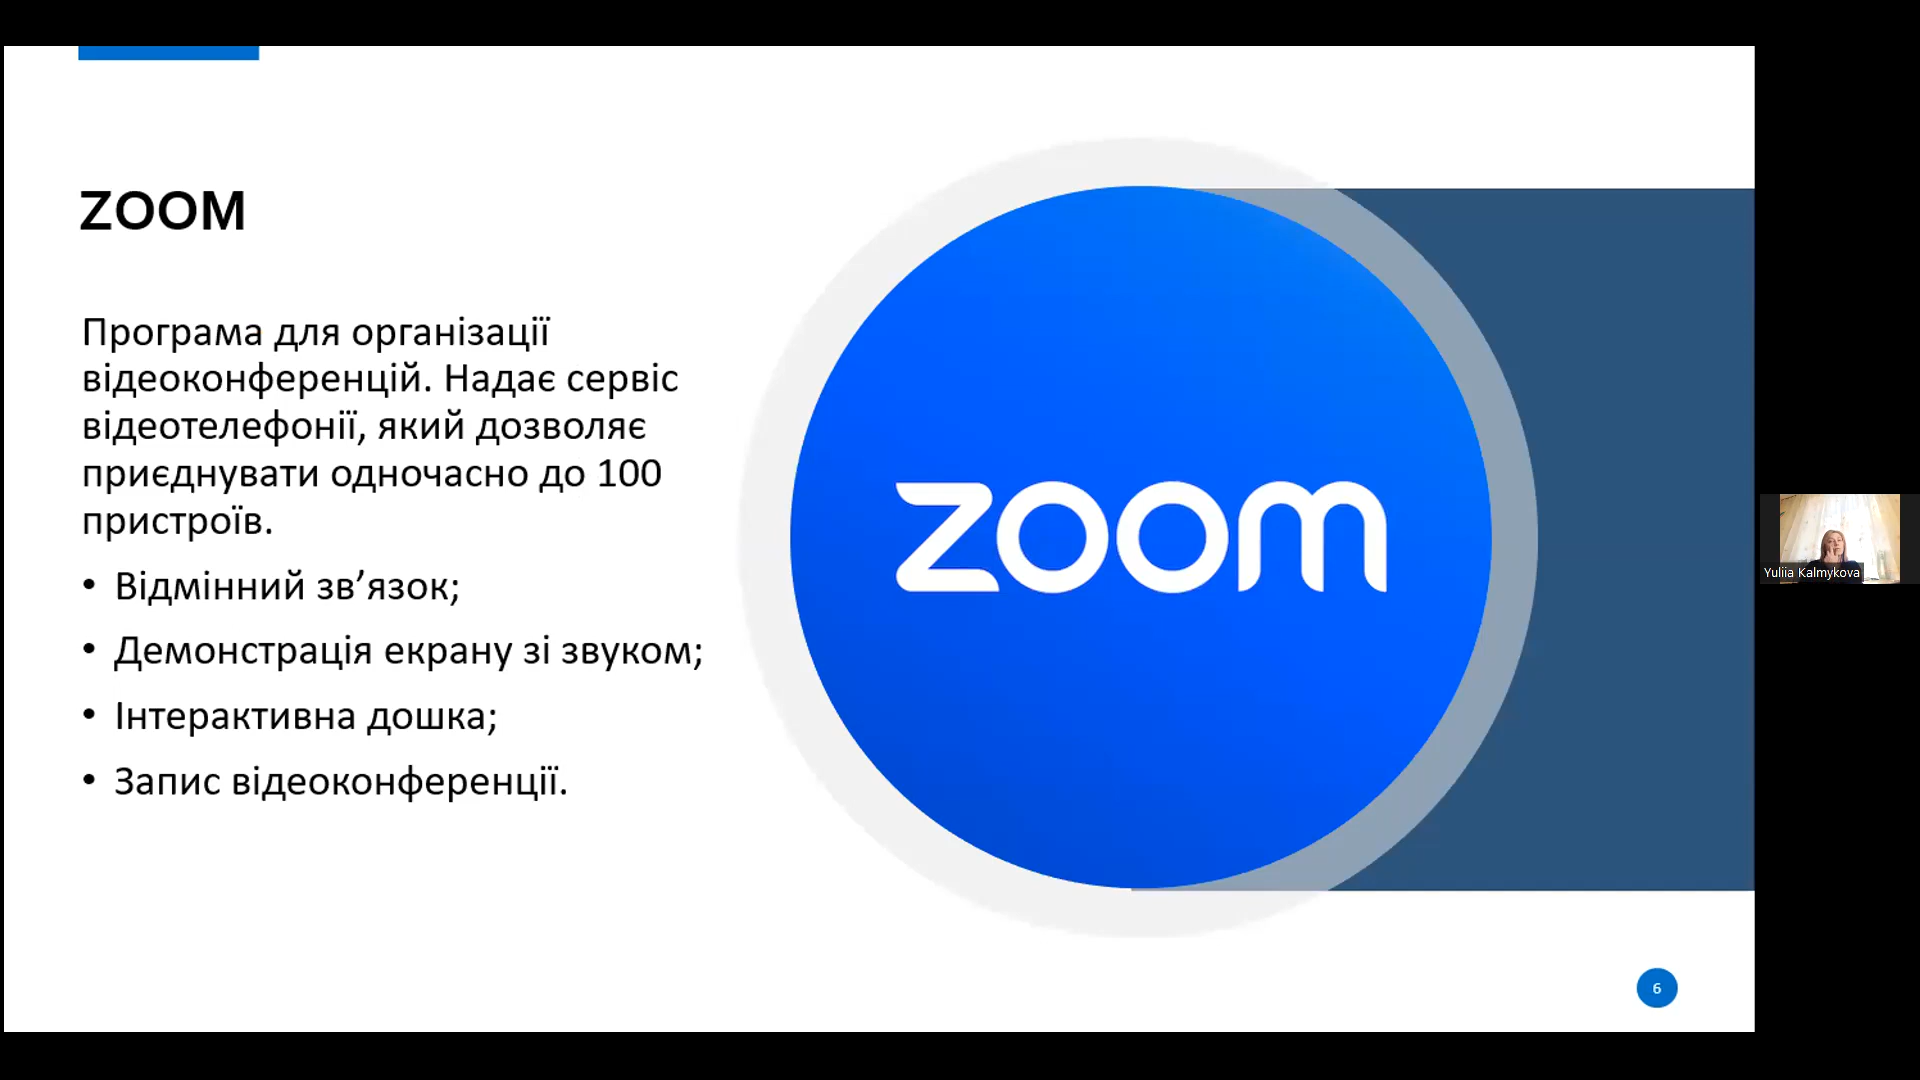 ZOOM
Програма для організації
відеоконференцій. Надає сервіс
відеотелефонії, який дозволяє
приєднувати одночасно до 100
пристроїв.
• Відмінний зв’язок;
• Демонстрація екрану зі звуком;
• Інтерактивна дошка;
• Запис відеоконференції.
zoom
Yuliia Kalmykova
6